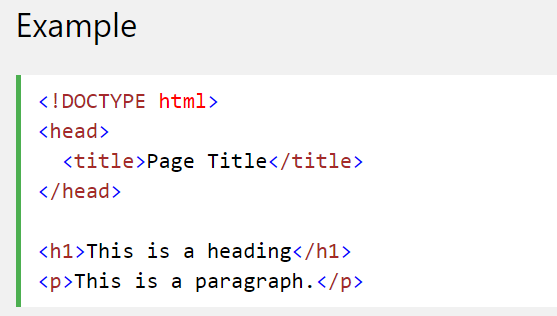 Example
<!DOCTYPE html>
<head>
  <title>Page Title</title>
</head>

<h1>This is a heading</h1>
<p>This is a paragraph.</p>